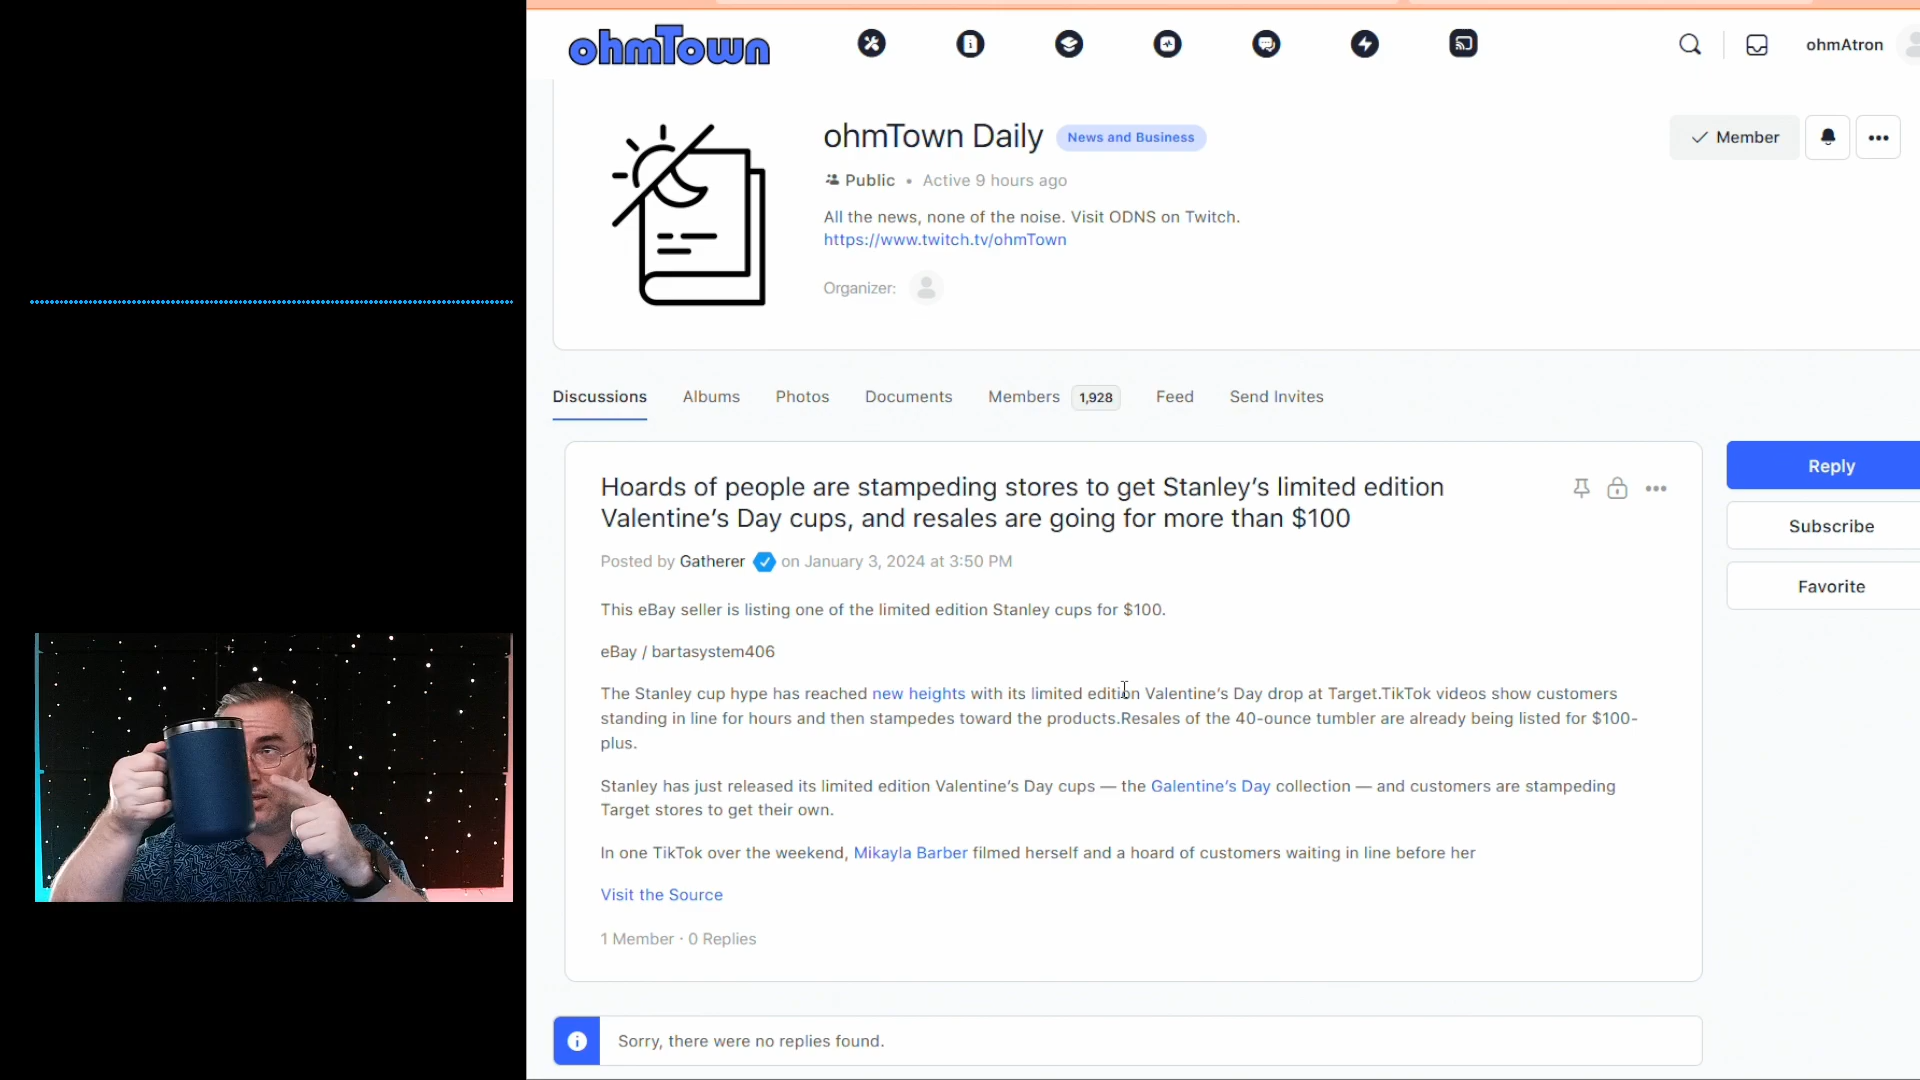 ohmTown
ohmAtron
ohmTown Daily
News and Business
Member
Public • Active 9 hours ago
All the news, none of the noise. Visit ODNS on Twitch.
https://www.twitch.tv/ohmTown
Organizer:
Discussions Albums Photos Documents Members 1,928 Feed Send Invites
Hoards of people are stampeding stores to get Stanley’s limited edition
Valentine’s Day cups, and resales are going for more than $100
Posted by Gatherer on January 3, 2024 at 3:50 PM
This eBay seller is listing one of the limited edition Stanley cups for $100.
eBay / bartasystem406
The Stanley cup hype has reached new heights with its limited edition Valentine’s Day drop at Target.TikTok videos show customers
standing in line for hours and then stampedes toward the products.Resales of the 40-ounce tumbler are already being listed for $100-
plus.
Stanley has just released its limited edition Valentine’s Day cups — the Galentine’s Day collection — and customers are stampeding
Target stores to get their own.
In one TikTok over the weekend, Mikayla Barber filmed herself and a hoard of customers waiting in line before her
Visit the Source
1 Member · 0 Replies
Reply
Subscribe
Favorite
Sorry, there were no replies found.